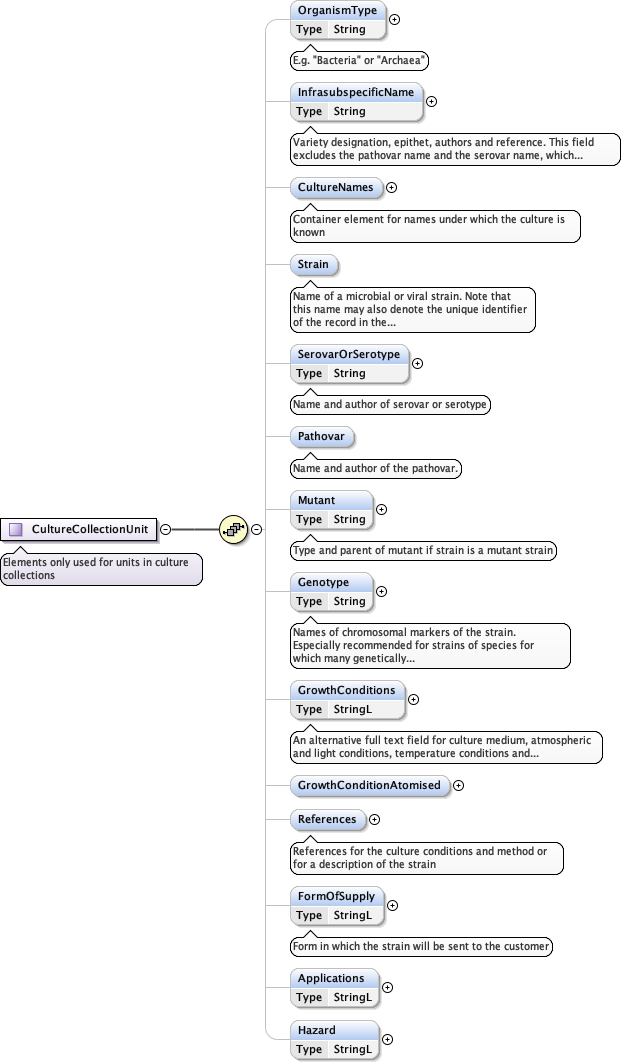 OrganismType
Type String
E.g. "Bacteria" or "Archaea"
InfrasubspecificName
Type String
Variety designation, epithet, authors and reference. This field
excludes the pathovar name and the serovar name, which...
CultureNames
Container element for names under which the culture is
known
Strain
Name of a microbial or viral strain. Note that
this name may also denote the unique identifier
of the record in the...
SerovarOrSerotype
Type String
Name and author of serovar or serotype
Pathovar
Name and author of the pathovar.
Mutant
Type String
Type and parent of mutant if strain is a mutant strain
CultureCollectionUnit
Elements only used for units in culture
collections
Genotype
Type String
Names of chromosomal markers of the strain.
Especially recommended for strains of species for
which many genetically...
GrowthConditions
Type StringL
An alternative full text field for culture medium, atmospheric
and light conditions, temperature conditions and...
GrowthConditionAtomised
References
References for the culture conditions and method or
for a description of the strain
FormOfSupply
Type StringL
Form in which the strain will be sent to the customer
Applications
Type StringL
Hazard
Type StringL